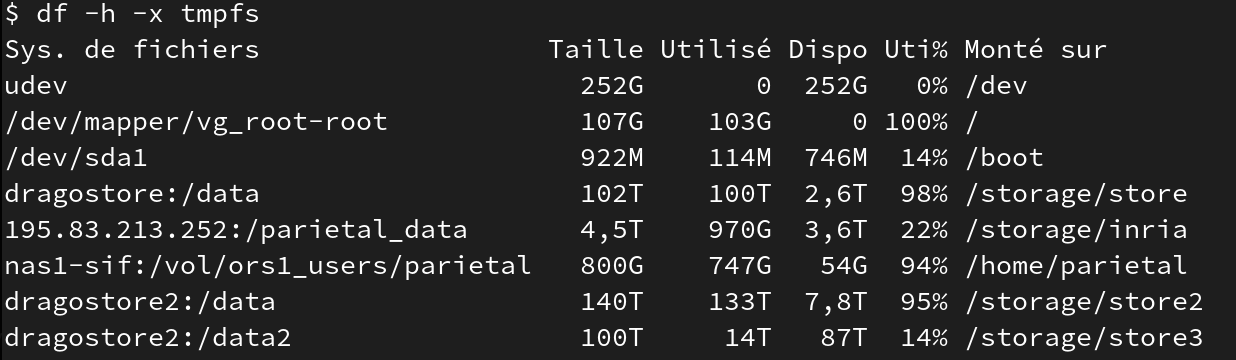 $ df -h -x tmpfs
Sys. de fichiers Taille Utilisé Dispo Uti% Monté sur
udev 252G 0 252G 0% /dev
/dev/mapper/vg_root-root 107G 103G 0 100% /
/dev/sda1 922M 114M 746M 14% /boot
dragostore:/data 102T 100T 2,6T 98% /storage/store
195.83.213.252:/parietal_data 4,5T 970G 3,6T 22% /storage/inria
nas1-sif:/vol/ors1_users/parietal 800G 747G 54G 94% /home/parietal
dragostore2:/data 140T 133T 7,8T 95% /storage/store2
dragostore2:/data2 100T 14T 87T 14% /storage/store3